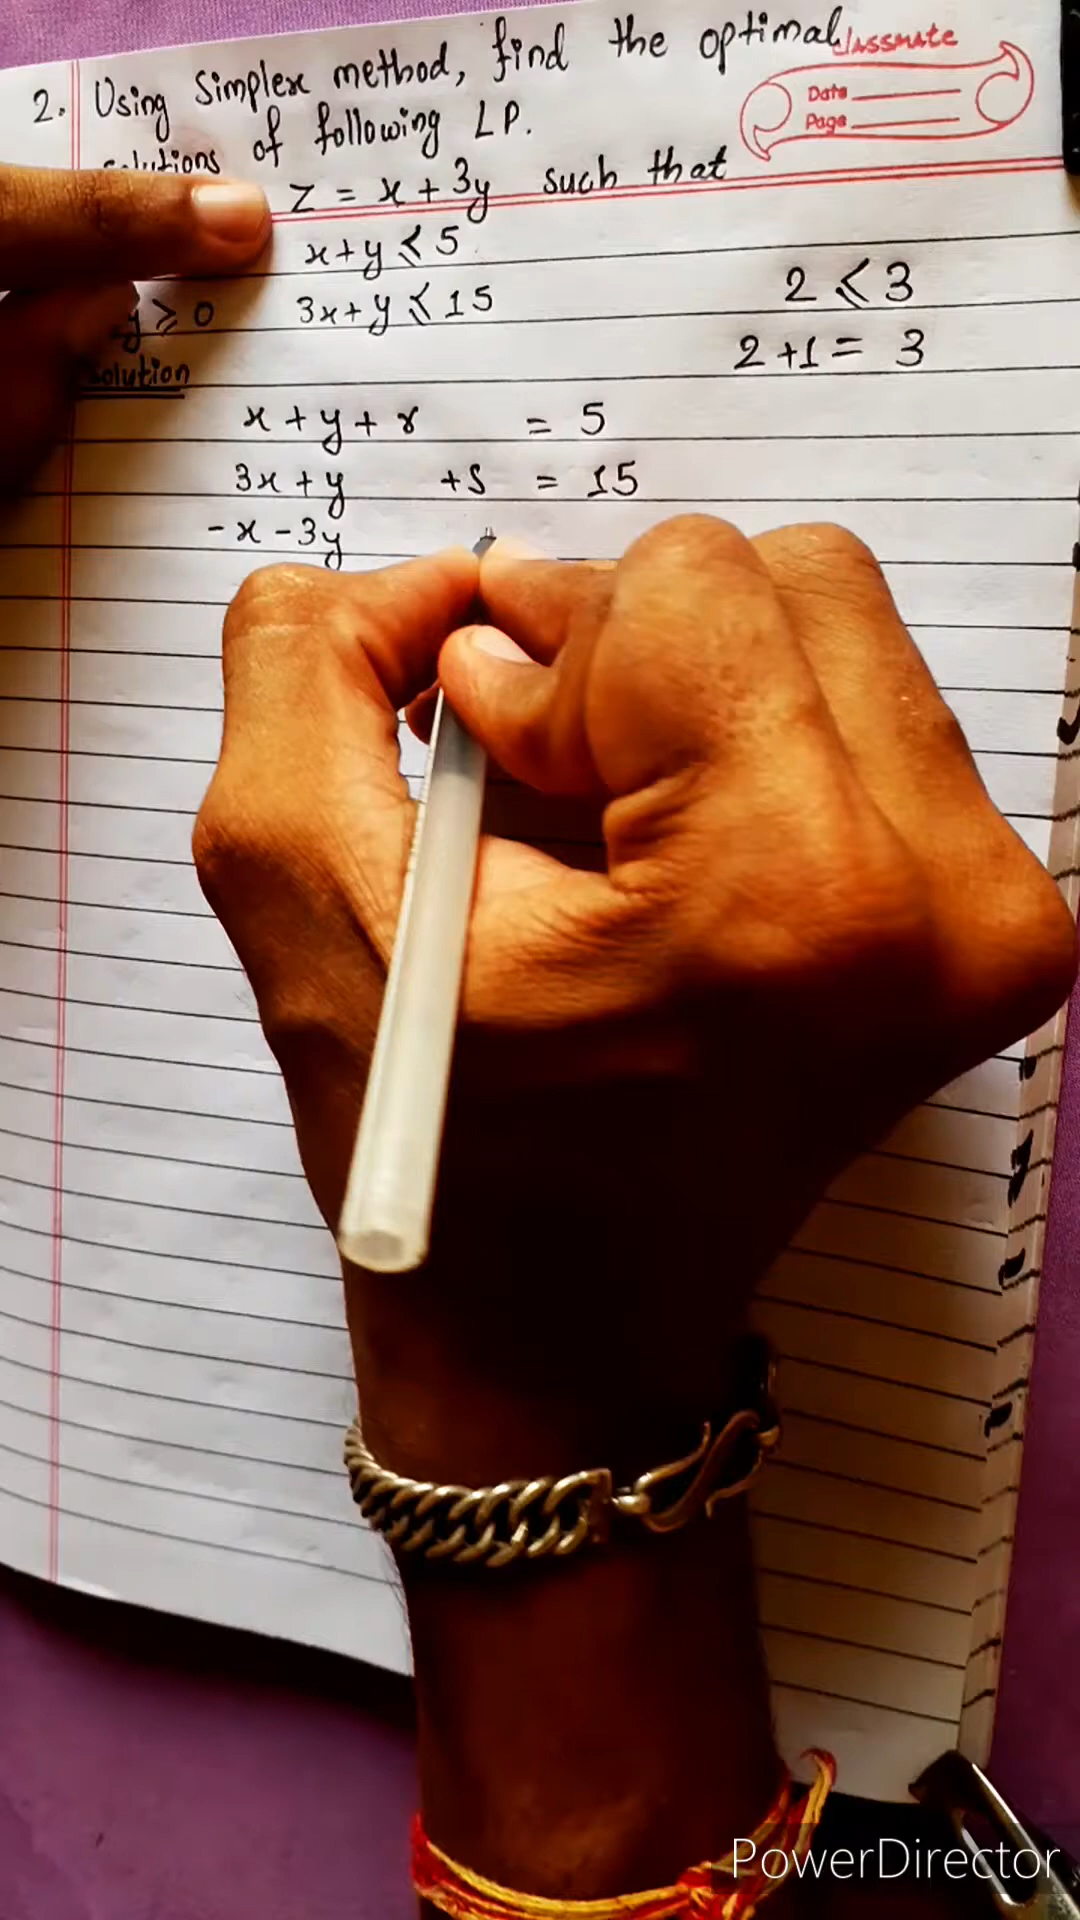 2. Using Simplex method, find the optimal
classmate
solutions of following LP.
Date
Page
z = x + 3y such that
x + y ⩽ 5
y ⩾ 0 3x + y ⩽ 15
2 ⩽ 3
2 + 1 = 3
Solution
x + y + r = 5
3x + y + s = 15
- x - 3y
PowerDirector